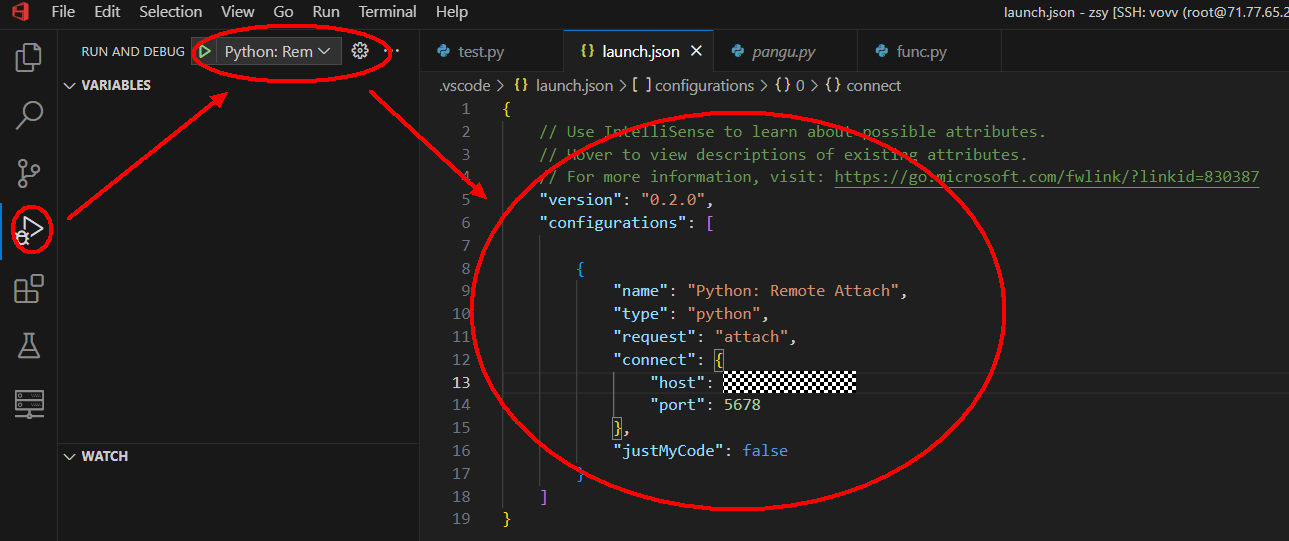 File Edit Selection View Go Run Terminal Help launch.json - zsy [SSH: vovv (root@71.77.65.2
RUN AND DEBUG Python: Rem ...
VARIABLES
WATCH
test.py launch.json pangu.py func.py
.vscode > {} launch.json > [ ] configurations > {} 0 > {} connect
1 {
2 // Use IntelliSense to learn about possible attributes.
3 // Hover to view descriptions of existing attributes.
4 // For more information, visit: https://go.microsoft.com/fwlink/?linkid=830387
5 "version": "0.2.0",
6 "configurations": [
7
8 {
9 "name": "Python: Remote Attach",
10 "type": "python",
11 "request": "attach",
12 "connect": {
13 "host":
14 "port": 5678
15 },
16 "justMyCode": false
17 }
18 ]
19 }